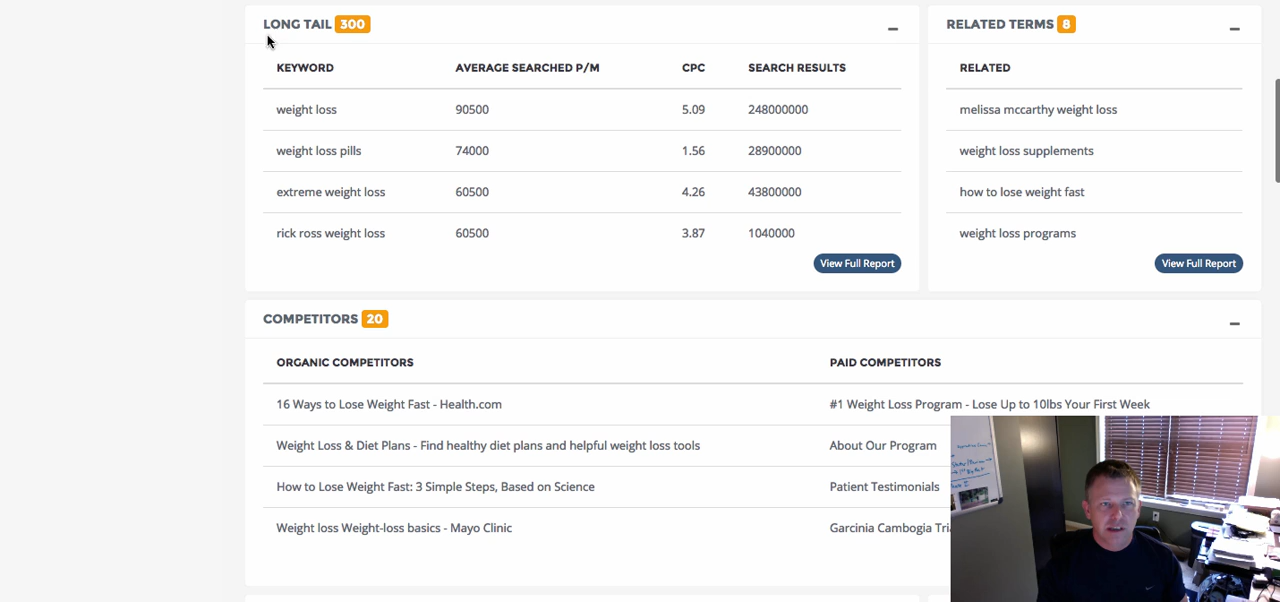 LONG TAIL 300
KEYWORD AVERAGE SEARCHED P/M CPC SEARCH RESULTS
weight loss 90500 5.09 248000000
weight loss pills 74000 1.56 28900000
extreme weight loss 60500 4.26 43800000
rick ross weight loss 60500 3.87 1040000
View Full Report
RELATED TERMS 8
RELATED
melissa mccarthy weight loss
weight loss supplements
how to lose weight fast
weight loss programs
View Full Report
COMPETITORS 20
ORGANIC COMPETITORS PAID COMPETITORS
16 Ways to Lose Weight Fast - Health.com #1 Weight Loss Program - Lose Up to 10lbs Your First Week
Weight Loss & Diet Plans - Find healthy diet plans and helpful weight loss tools About Our Program
How to Lose Weight Fast: 3 Simple Steps, Based on Science Patient Testimonials
Weight loss Weight-loss basics - Mayo Clinic Garcinia Cambogia Tria